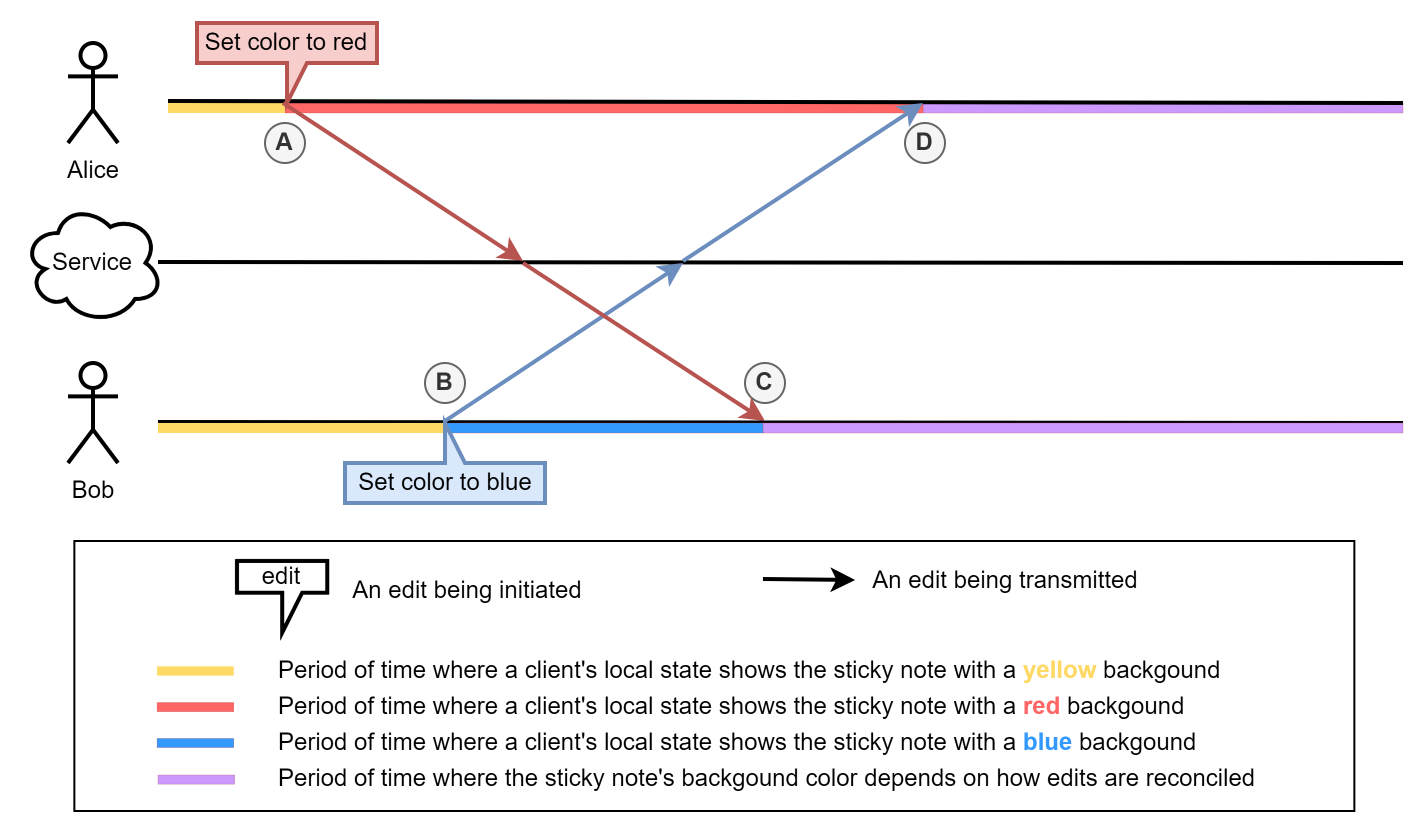 Set color to red
A
D
Alice
Service
B
C
Set color to blue
Bob
edit
An edit being initiated
An edit being transmitted
Period of time where a client's local state shows the sticky note with a yellow backgound
Period of time where a client's local state shows the sticky note with a red backgound
Period of time where a client's local state shows the sticky note with a blue backgound
Period of time where the sticky note's backgound color depends on how edits are reconciled